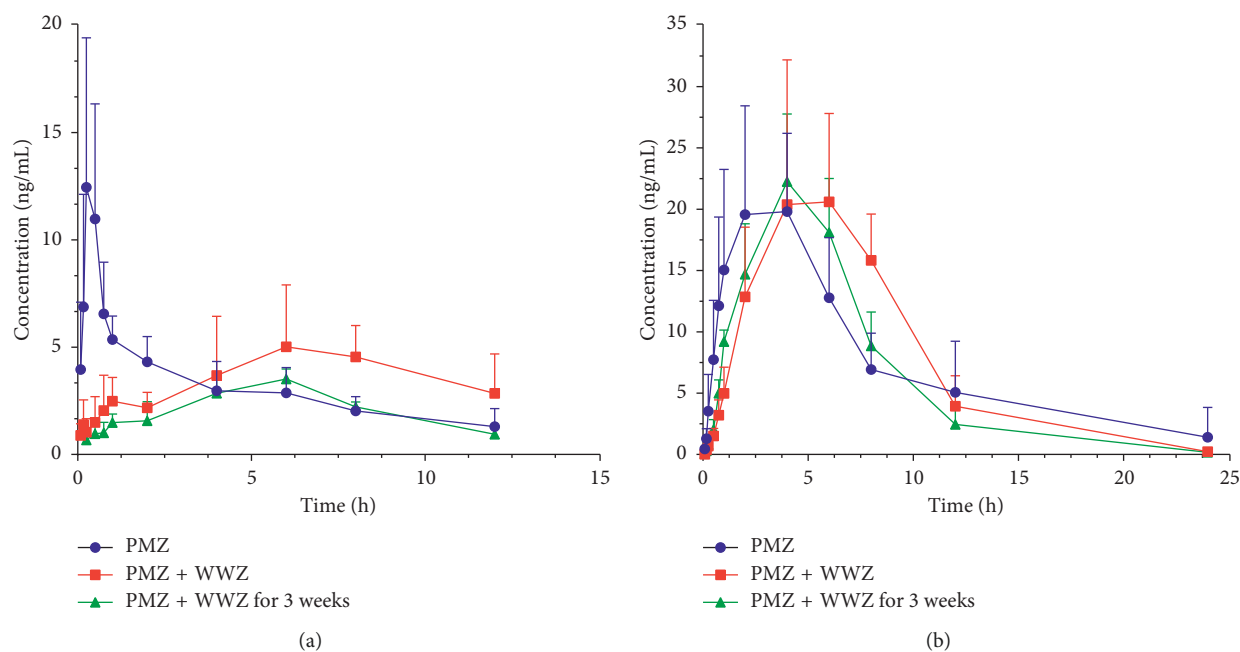 20
15
10
5
0
Concentration (ng/mL)
0
5
10
15
Time (h)
PMZ
PMZ + WWZ
PMZ + WWZ for 3 weeks
(a)
35
30
25
20
15
10
5
0
Concentration (ng/mL)
0
5
10
15
20
25
Time (h)
PMZ
PMZ + WWZ
PMZ + WWZ for 3 weeks
(b)